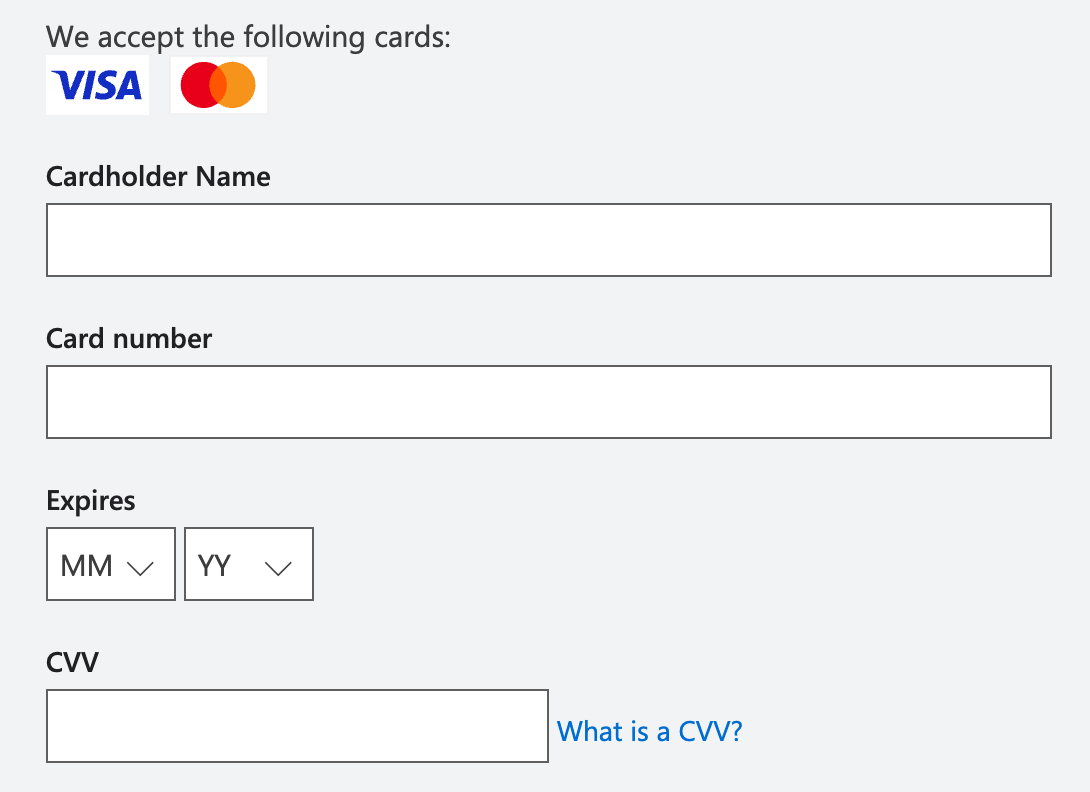 We accept the following cards:
VISA
Cardholder Name
Card number
Expires
MM YY
CVV
What is a CVV?